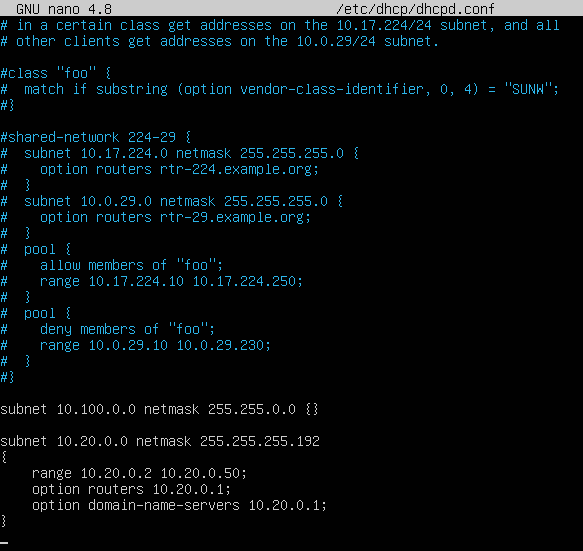 GNU nano 4.8 /etc/dhcp/dhcpd.conf
# in a certain class get addresses on the 10.17.224/24 subnet, and all
# other clients get addresses on the 10.0.29/24 subnet.

#class "foo" {
#  match if substring (option vendor-class-identifier, 0, 4) = "SUNW";
#}

#shared-network 224-29 {
#  subnet 10.17.224.0 netmask 255.255.255.0 {
#    option routers rtr-224.example.org;
#  }
#  subnet 10.0.29.0 netmask 255.255.255.0 {
#    option routers rtr-29.example.org;
#  }
#  pool {
#    allow members of "foo";
#    range 10.17.224.10 10.17.224.250;
#  }
#  pool {
#    deny members of "foo";
#    range 10.0.29.10 10.0.29.230;
#  }
#}

subnet 10.100.0.0 netmask 255.255.0.0 {}

subnet 10.20.0.0 netmask 255.255.255.192
{
    range 10.20.0.2 10.20.0.50;
    option routers 10.20.0.1;
    option domain-name-servers 10.20.0.1;
}